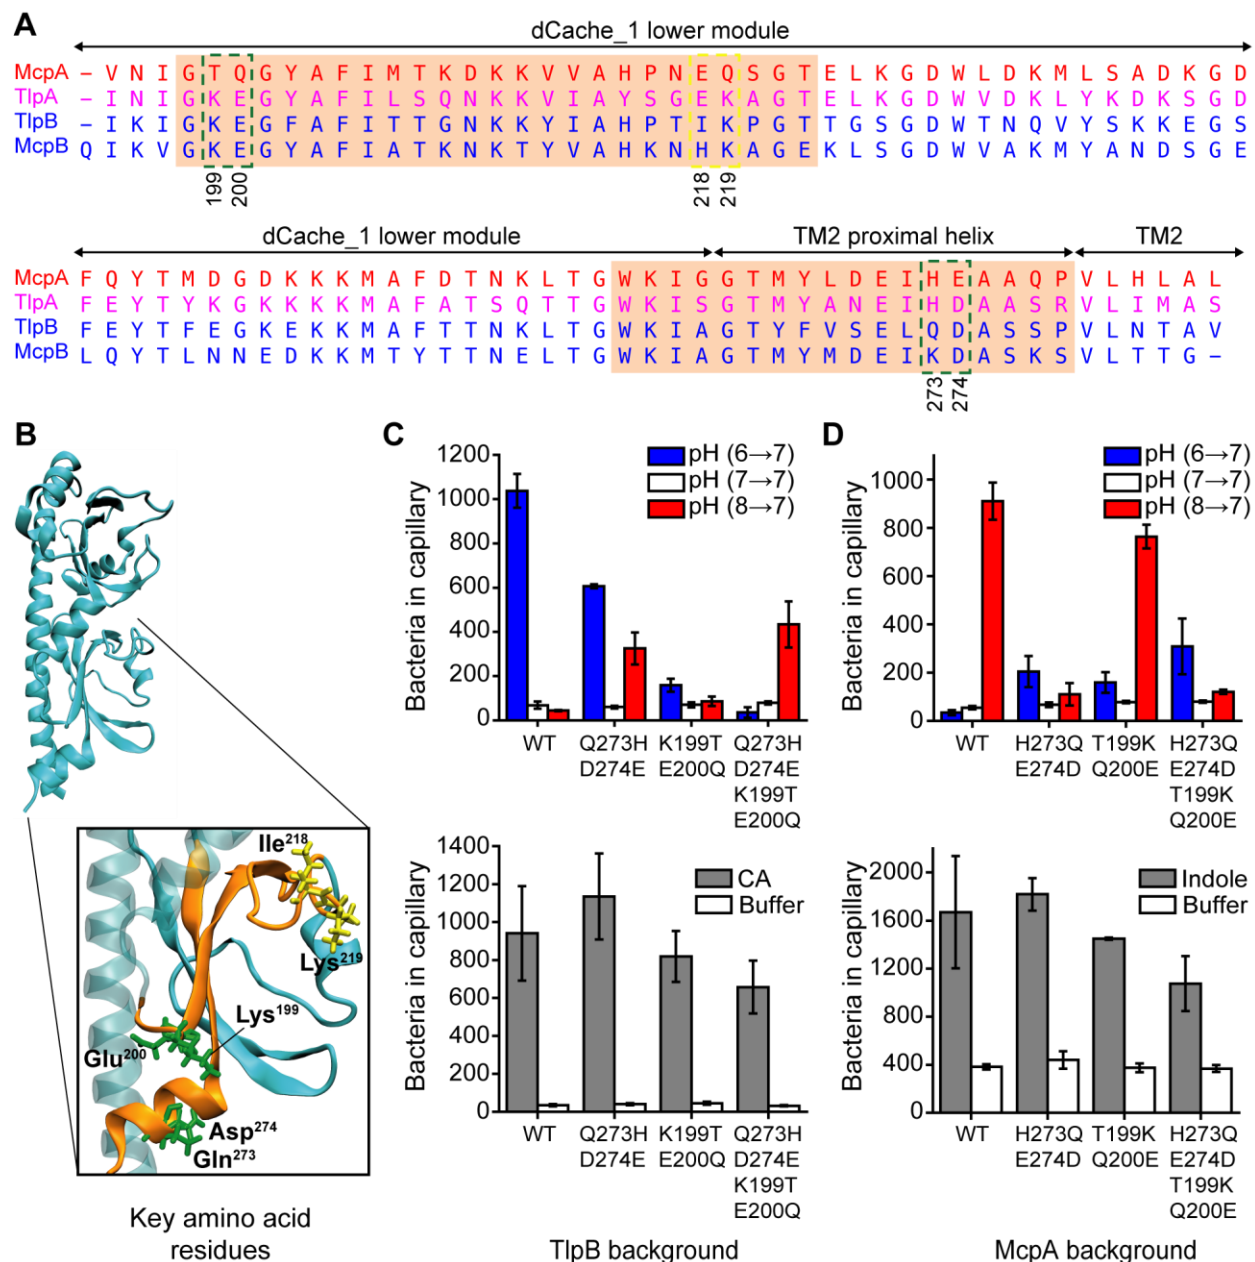 A
dCache_1 lower module
McpA – V N I G T Q G Y A F I M T K D K K V V A H P N E Q S G T E L K G D W L D K M L S A D K G D
TlpA – I N I G K E G Y A F I L S Q N K K V I A Y S G E K A G T E L K G D W V D K L Y K D K S G D
TlpB – I K I G K E G F A F I T T G N K K Y I A H P T I K P G T T G S G D W T N Q V Y S K K E G S
McpB Q I K V G K E G Y A F I A T K N K T Y V A H K N H K A G E K L S G D W V A K M Y A N D S G E
199 200 218 219
dCache_1 lower module TM2 proximal helix TM2
McpA F Q Y T M D G D K K K M A F D T N K L T G W K I G G T M Y L D E I H E A A Q P V L H L A L
TlpA F E Y T Y K G K K K K M A F A T S Q T T G W K I S G T M Y A N E I H D A A S R V L I M A S
TlpB F E Y T F E G K E K K M A F T T N K L T G W K I A G T Y F V S E L Q D A S S P V L N T A V
McpB L Q Y T L N N E D K K M T Y T T N E L T G W K I A G T M Y M D E I K D A S K S V L T T G –
273 274
B
Ile218
Lys219
Lys199
Glu200
Asp274
Gln273
Key amino acid
residues
C
Bacteria in capillary
1200
1000
800
600
400
200
0
pH (6→7)
pH (7→7)
pH (8→7)
WT Q273H K199T Q273H
D274E E200Q D274E
K199T
E200Q
Bacteria in capillary
1400
1200
1000
800
600
400
200
0
CA
Buffer
WT Q273H K199T Q273H
D274E E200Q D274E
K199T
E200Q
TlpB background
D
Bacteria in capillary
1000
800
600
400
200
0
pH (6→7)
pH (7→7)
pH (8→7)
WT H273Q T199K H273Q
E274D Q200E E274D
T199K
Q200E
Bacteria in capillary
2000
1600
1200
800
400
0
Indole
Buffer
WT H273Q T199K H273Q
E274D Q200E E274D
T199K
Q200E
McpA background